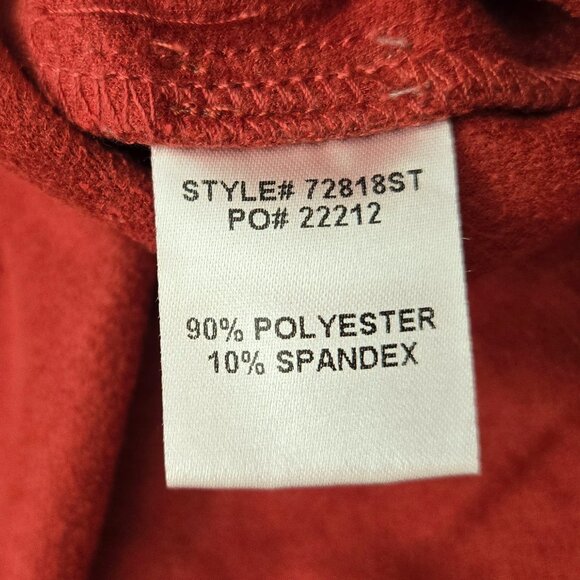 STYLE# 72818ST
PO# 22212
90% POLYESTER
10% SPANDEX